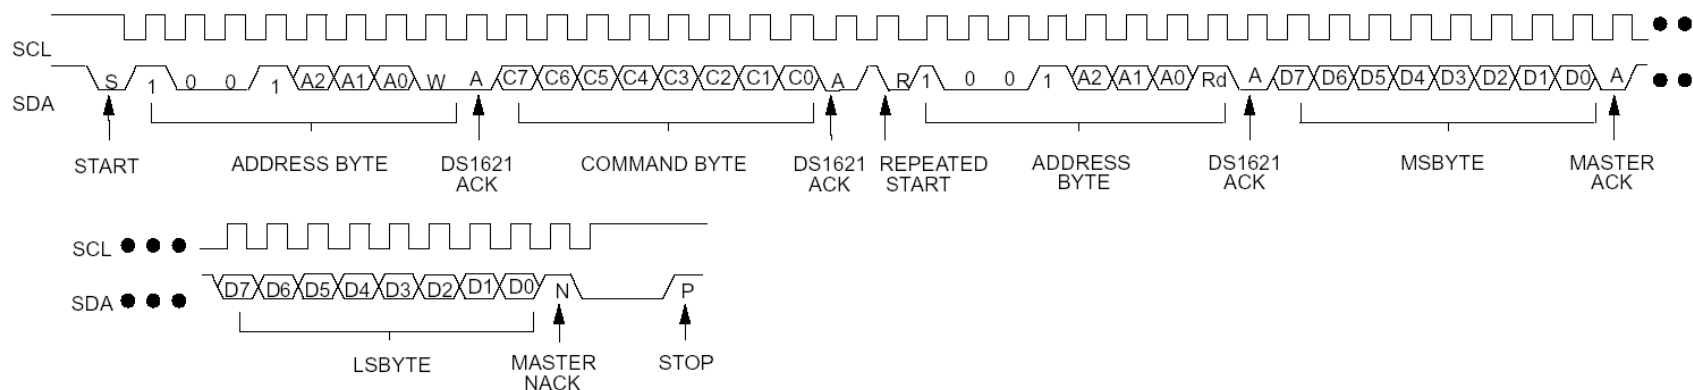 SCL
SDA S 1 0 0 1 A2 A1 A0 W A C7 C6 C5 C4 C3 C2 C1 C0 A R 1 0 0 1 A2 A1 A0 Rd A D7 D6 D5 D4 D3 D2 D1 D0 A
START ADDRESS BYTE DS1621 ACK COMMAND BYTE DS1621 ACK REPEATED START ADDRESS BYTE DS1621 ACK MSBYTE MASTER ACK
SCL
SDA D7 D6 D5 D4 D3 D2 D1 D0 N P
LSBYTE MASTER NACK STOP